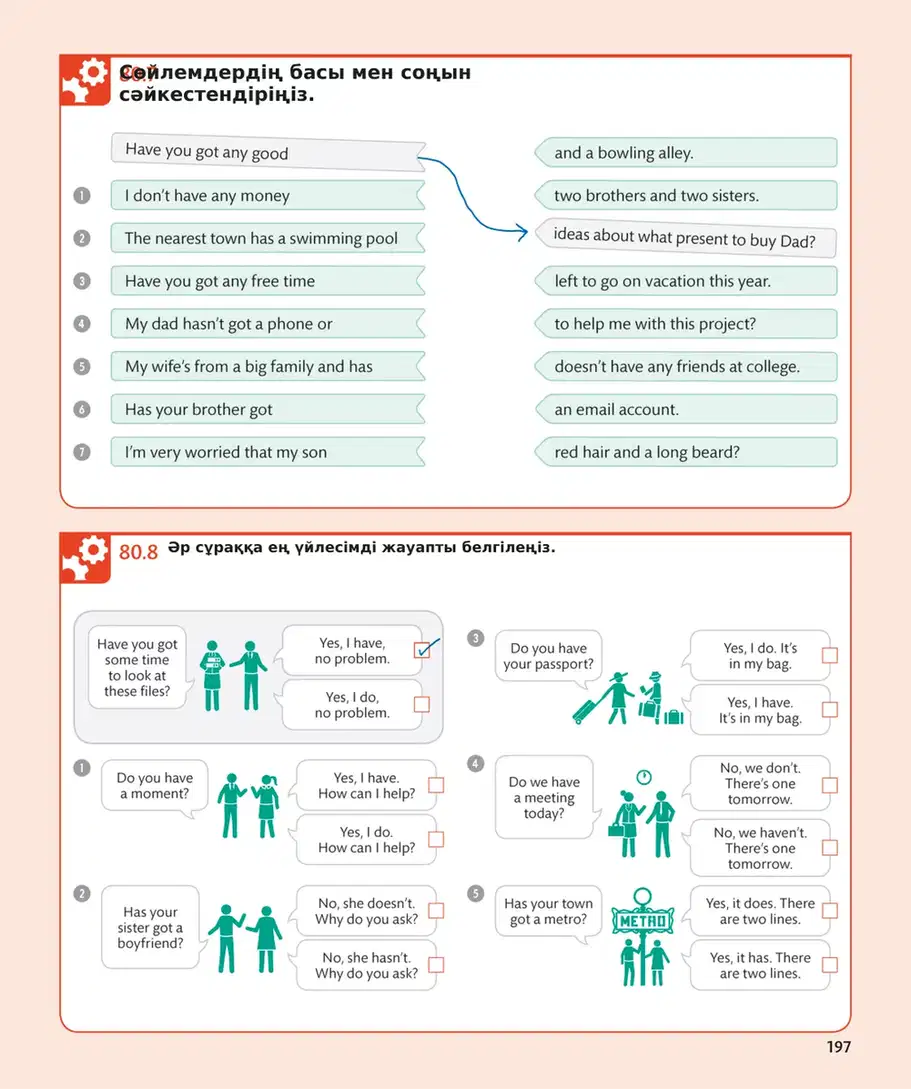 80.7 Сөйлемдердің басы мен соңын
сәйкестендіріңіз.
Have you got any good
1 I don't have any money
2 The nearest town has a swimming pool
3 Have you got any free time
4 My dad hasn't got a phone or
5 My wife's from a big family and has
6 Has your brother got
7 I'm very worried that my son
and a bowling alley.
two brothers and two sisters.
ideas about what present to buy Dad?
left to go on vacation this year.
to help me with this project?
doesn't have any friends at college.
an email account.
red hair and a long beard?
80.8 Әр сұраққа ең үйлесімді жауапты белгілеңіз.
Have you got
some time
to look at
these files?
Yes, I have,
no problem.
Yes, I do,
no problem.
1
Do you have
a moment?
Yes, I have.
How can I help?
Yes, I do.
How can I help?
2
Has your
sister got a
boyfriend?
No, she doesn't.
Why do you ask?
No, she hasn't.
Why do you ask?
3
Do you have
your passport?
Yes, I do. It's
in my bag.
Yes, I have.
It's in my bag.
4
Do we have
a meeting
today?
No, we don't.
There's one
tomorrow.
No, we haven't.
There's one
tomorrow.
5
Has your town
got a metro?
METRO
Yes, it does. There
are two lines.
Yes, it has. There
are two lines.
197